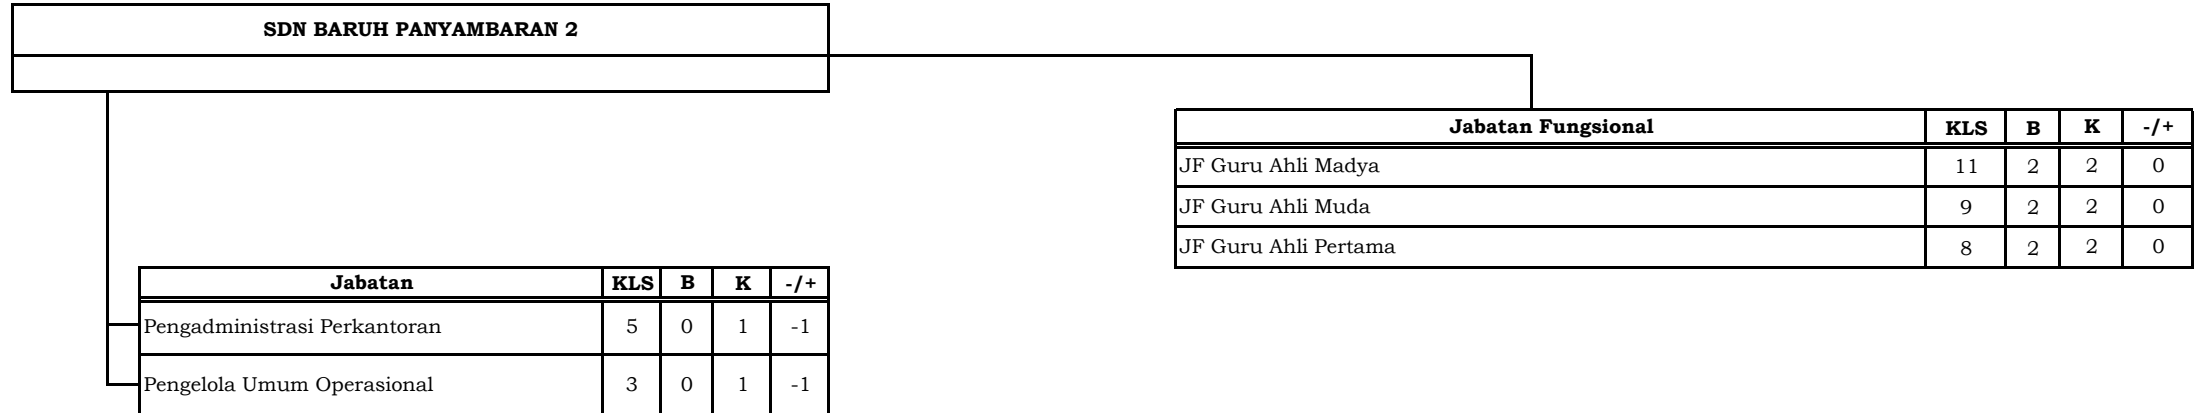 SDN BARUH PANYAMBARAN 2
Jabatan Fungsional KLS B K -/+
JF Guru Ahli Madya 11 2 2 0
JF Guru Ahli Muda 9 2 2 0
JF Guru Ahli Pertama 8 2 2 0
Jabatan KLS B K -/+
Pengadministrasi Perkantoran 5 0 1 -1
Pengelola Umum Operasional 3 0 1 -1